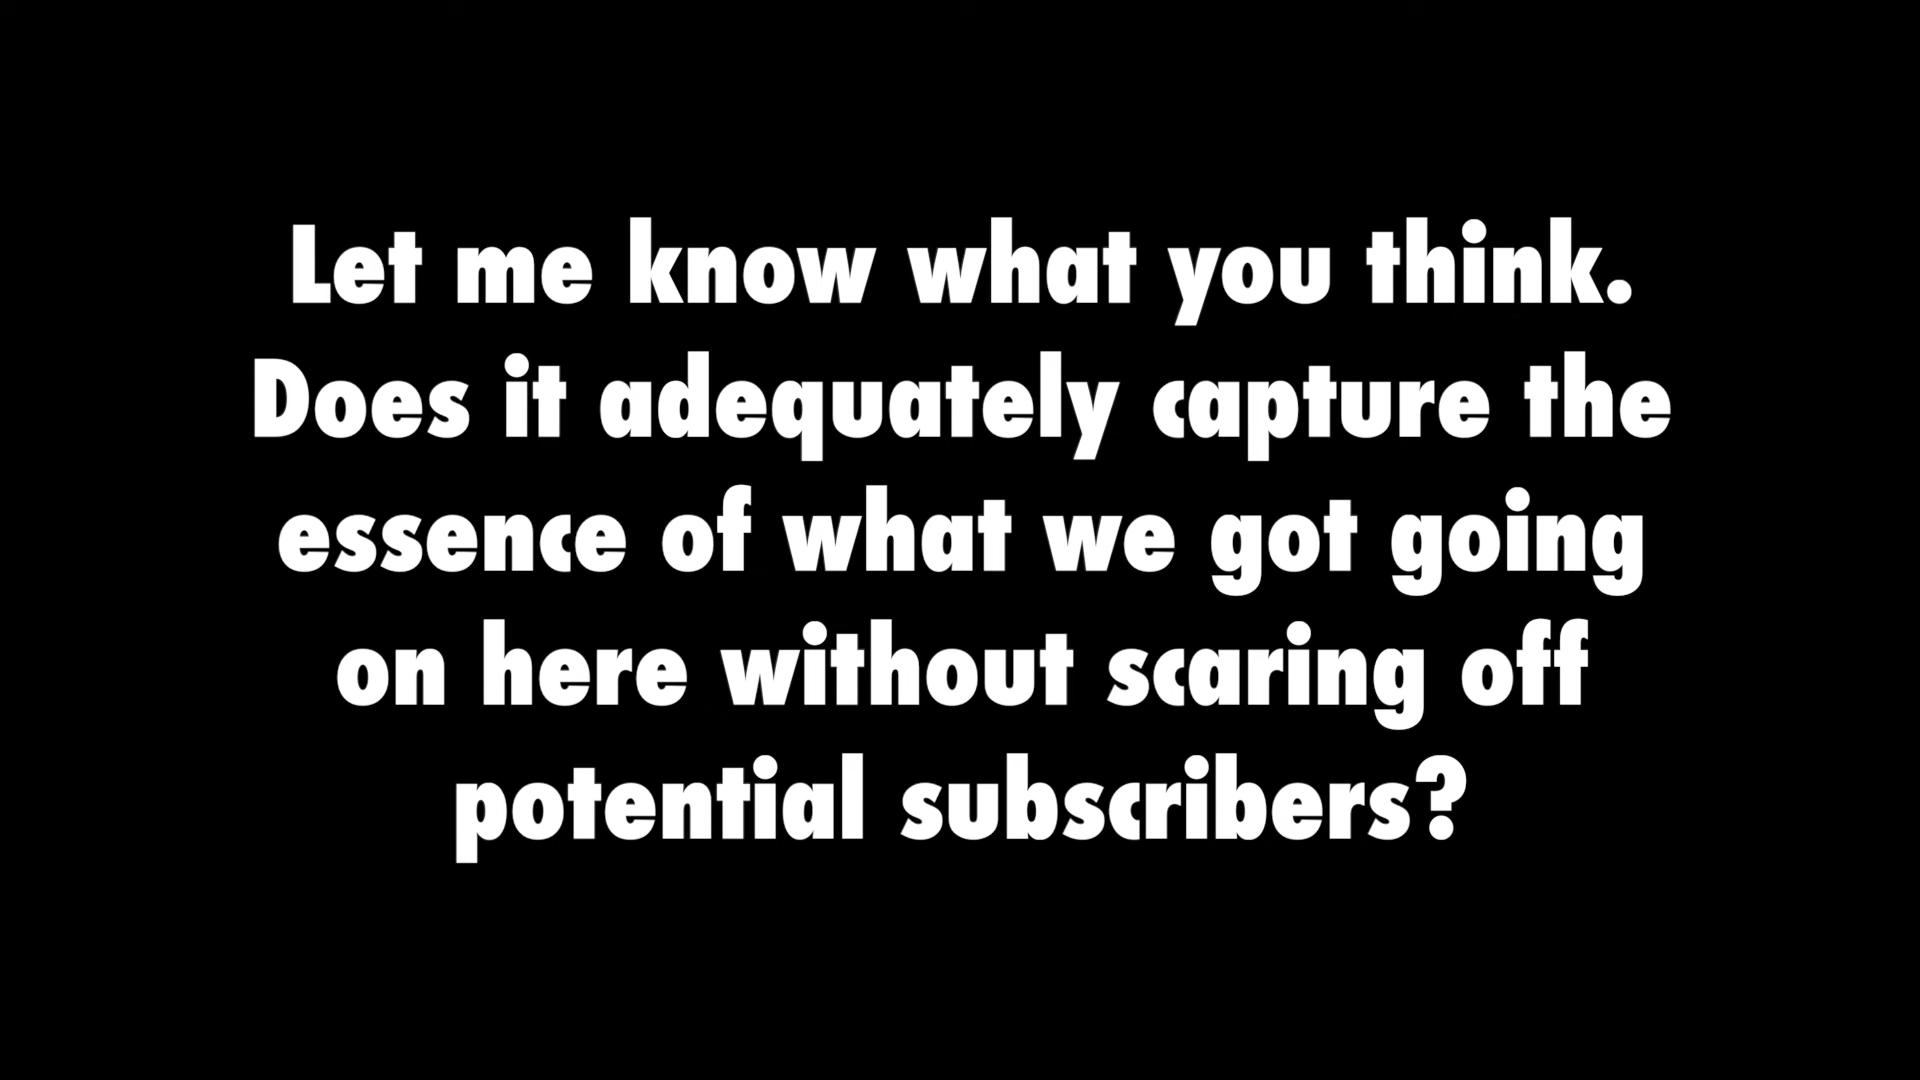 Let me know what you think.
Does it adequately capture the
essence of what we got going
on here without scaring off
potential subscribers?